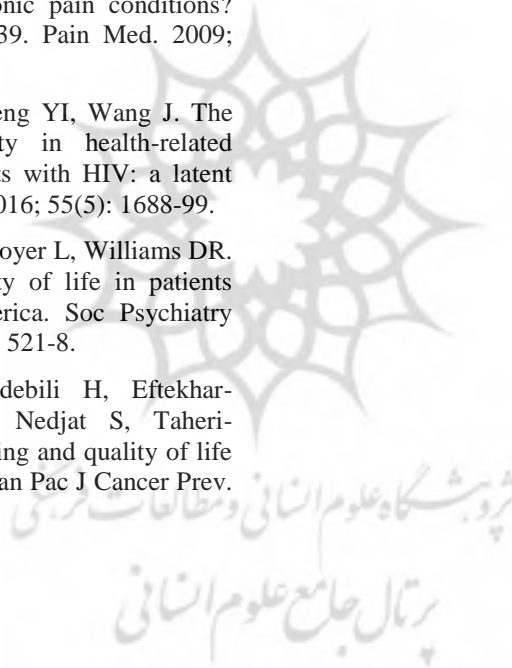 onic pain conditions?
39. Pain Med. 2009;
eng YI, Wang J. The
ty in health-related
ts with HIV: a latent
016; 55(5): 1688-99.
oyer L, Williams DR.
ty of life in patients
erica. Soc Psychiatry
521-8.
debili H, Eftekhar-
Nedjat S, Taheri-
ing and quality of life
an Pac J Cancer Prev.
پژوهشگاه علوم انسانی و مطالعات فرهنگی
پرتال جامع علوم انسانی